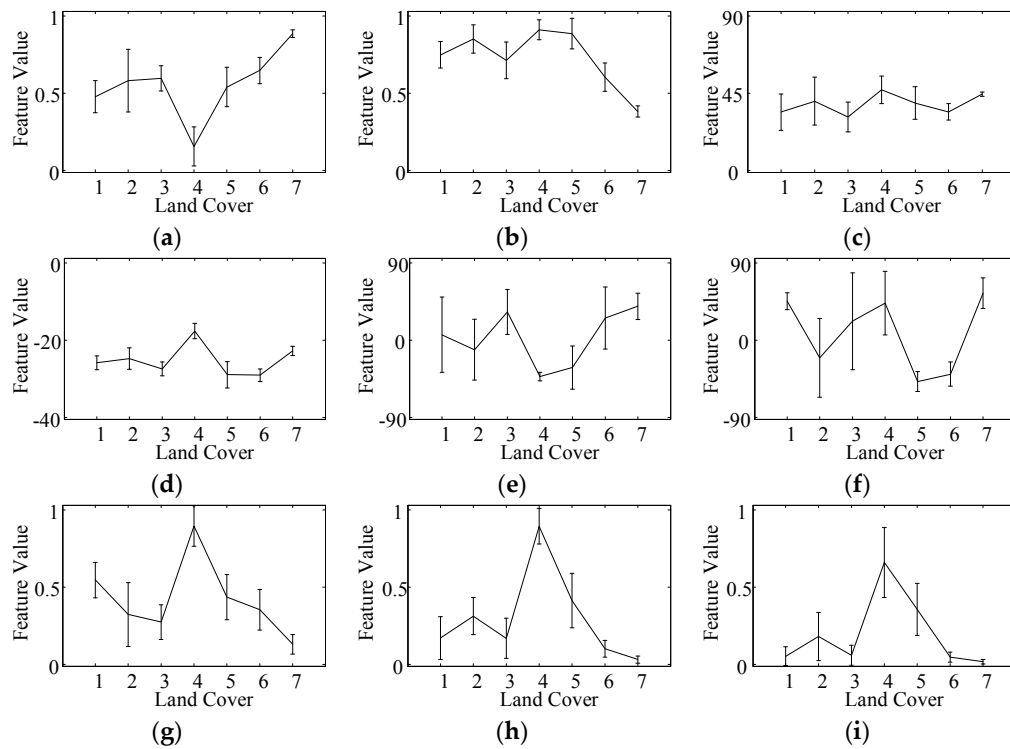 1
0.5
0
Feature Value
1 2 3 4 5 6 7
Land Cover
(a)
1
0.5
0
Feature Value
1 2 3 4 5 6 7
Land Cover
(b)
90
45
0
Feature Value
1 2 3 4 5 6 7
Land Cover
(c)
0
-20
-40
Feature Value
1 2 3 4 5 6 7
Land Cover
(d)
90
0
-90
Feature Value
1 2 3 4 5 6 7
Land Cover
(e)
90
0
-90
Feature Value
1 2 3 4 5 6 7
Land Cover
(f)
1
0.5
0
Feature Value
1 2 3 4 5 6 7
Land Cover
(g)
1
0.5
0
Feature Value
1 2 3 4 5 6 7
Land Cover
(h)
1
0.5
0
Feature Value
1 2 3 4 5 6 7
Land Cover
(i)